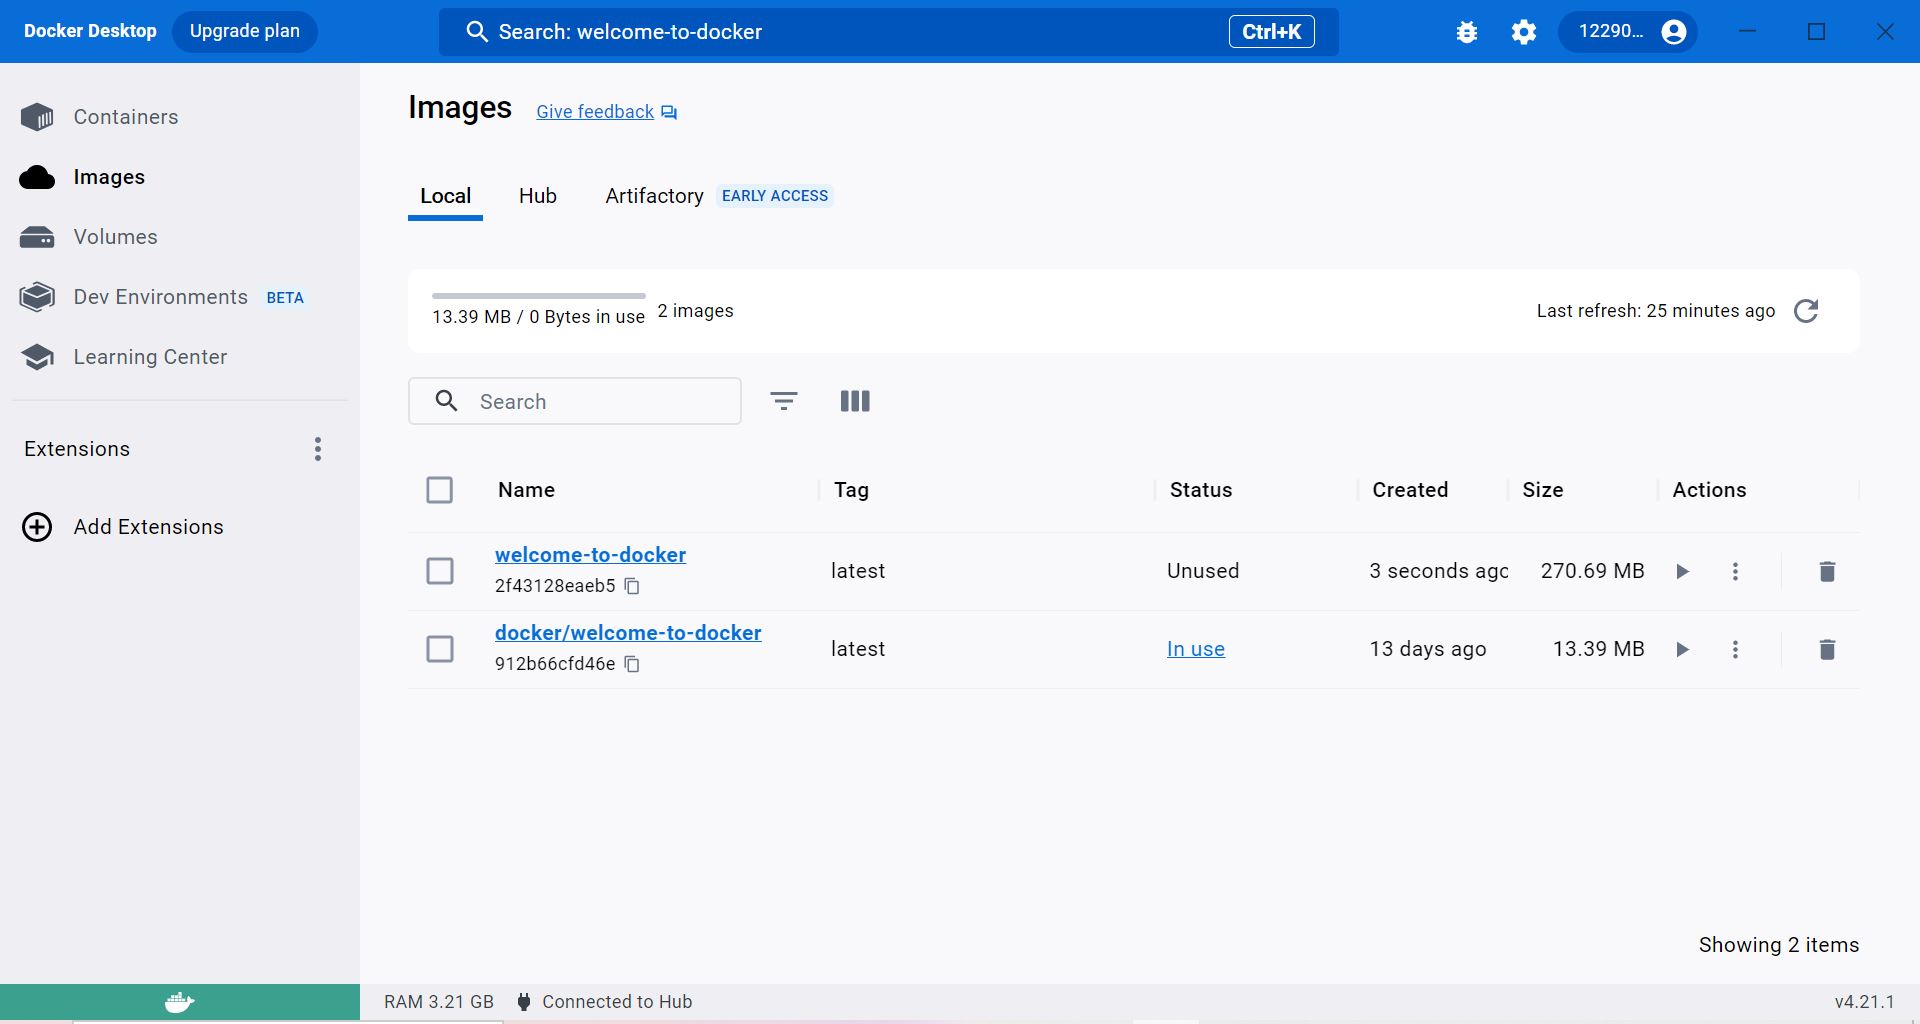 Docker Desktop Upgrade plan Search: welcome-to-docker Ctrl+K 12290...
Containers
Images
Volumes
Dev Environments BETA
Learning Center
Extensions
Add Extensions
Images Give feedback
Local Hub Artifactory EARLY ACCESS
13.39 MB / 0 Bytes in use 2 images Last refresh: 25 minutes ago
Search
Name Tag Status Created Size Actions
welcome-to-docker
2f43128eaeb5
latest Unused 3 seconds ago 270.69 MB
docker/welcome-to-docker
912b66cfd46e
latest In use 13 days ago 13.39 MB
Showing 2 items
RAM 3.21 GB Connected to Hub v4.21.1